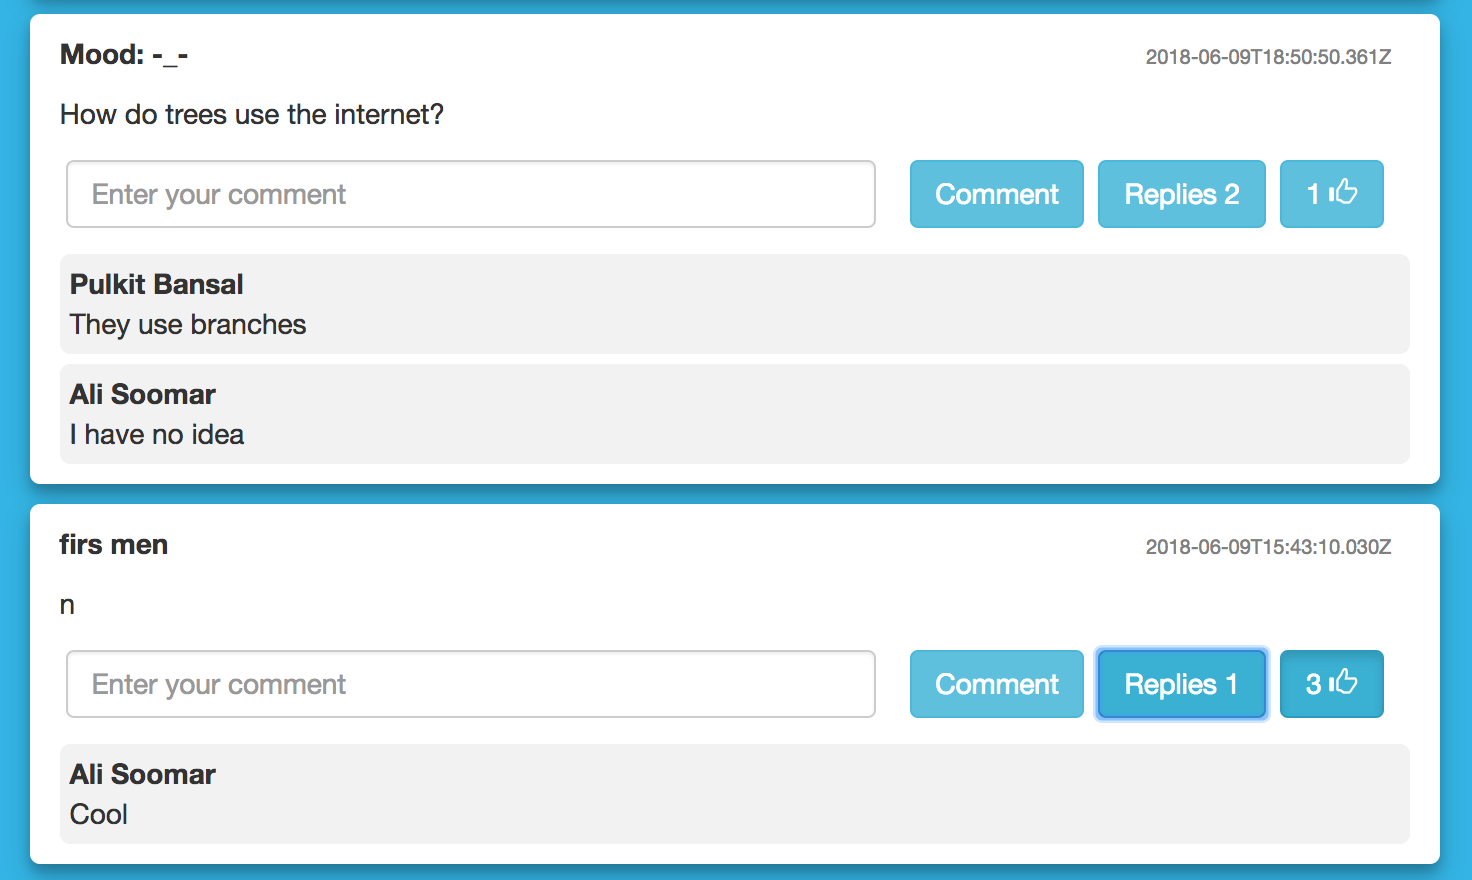 Mood: -_-
2018-06-09T18:50:50.361Z
How do trees use the internet?
Enter your comment
Comment
Replies 2
1
Pulkit Bansal
They use branches
Ali Soomar
I have no idea
firs men
2018-06-09T15:43:10.030Z
n
Enter your comment
Comment
Replies 1
3
Ali Soomar
Cool